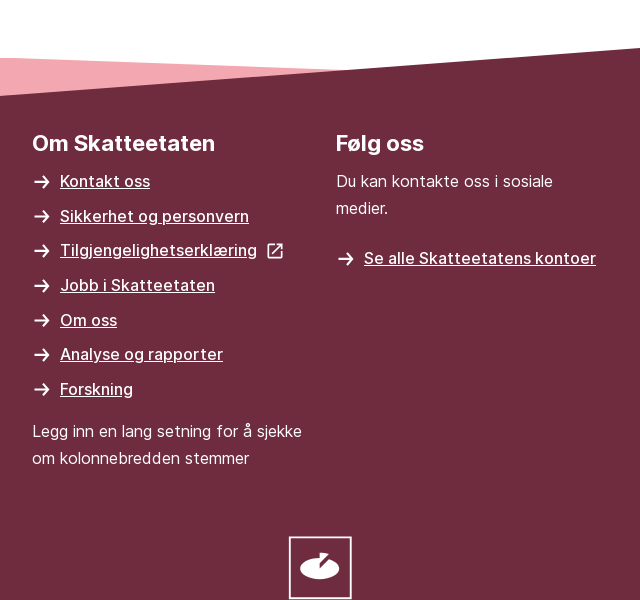 Om Skatteetaten
Kontakt oss
Sikkerhet og personvern
Tilgjengelighetserklæring
Jobb i Skatteetaten
Om oss
Analyse og rapporter
Forskning
Legg inn en lang setning for å sjekke
om kolonnebredden stemmer
Følg oss
Du kan kontakte oss i sosiale
medier.
Se alle Skatteetatens kontoer